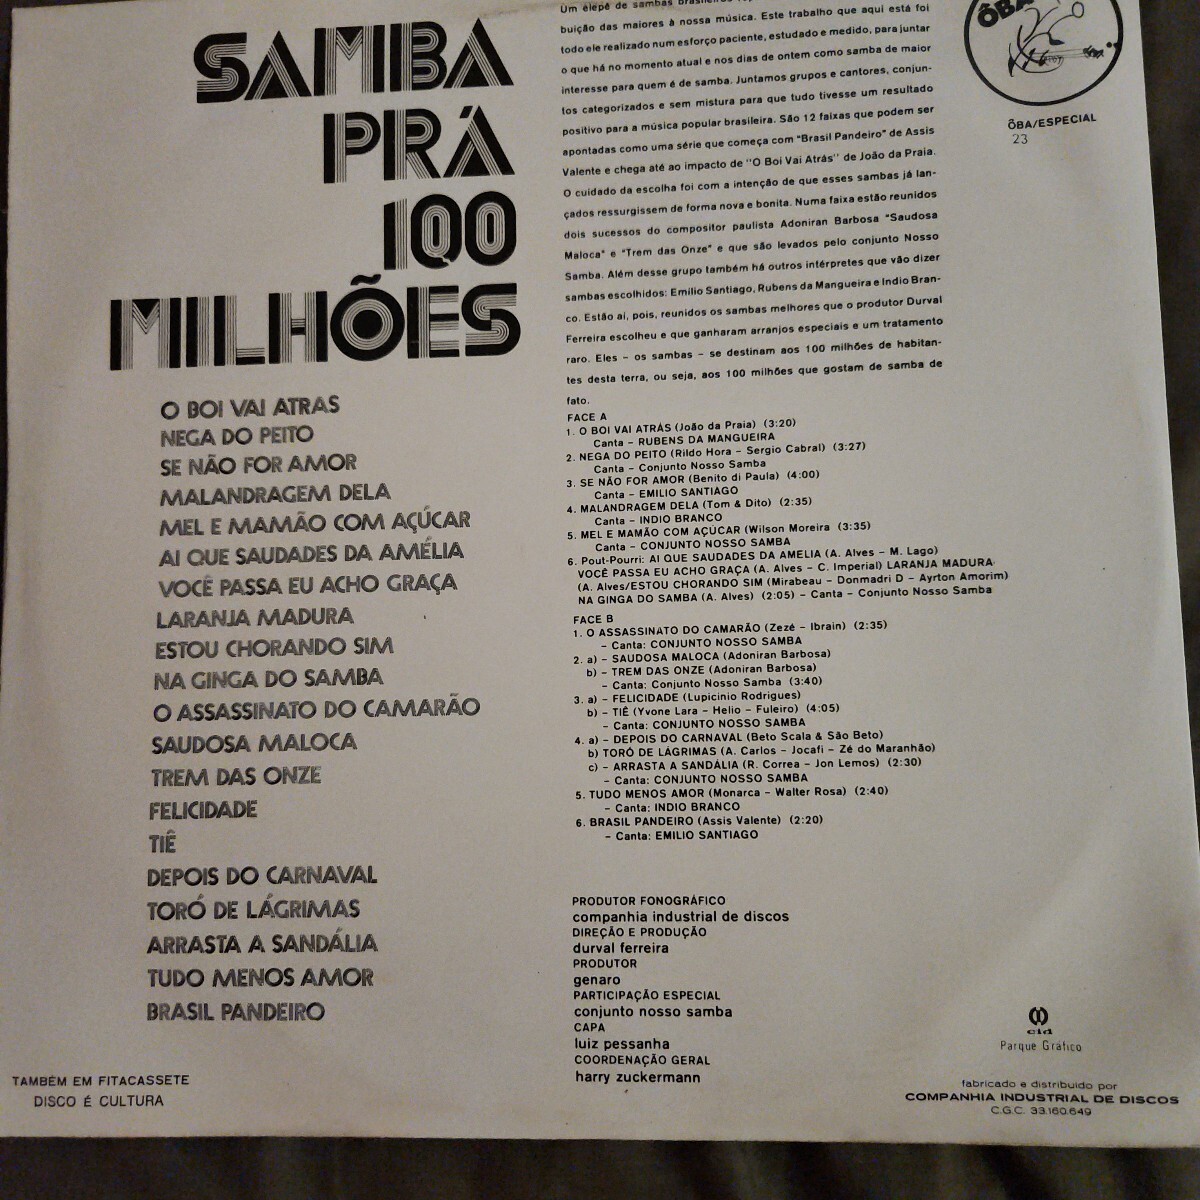 SAMBA
PRÁ
100
MILHÕES
O BOI VAI ATRAS
NEGA DO PEITO
SE NÃO FOR AMOR
MALANDRAGEM DELA
MEL E MAMÃO COM AÇÚCAR
AI QUE SAUDADES DA AMÉLIA
VOCÊ PASSA EU ACHO GRAÇA
LARANJA MADURA
ESTOU CHORANDO SIM
NA GINGA DO SAMBA
O ASSASSINATO DO CAMARÃO
SAUDOSA MALOCA
TREM DAS ONZE
FELICIDADE
TIÊ
DEPOIS DO CARNAVAL
TORÓ DE LÁGRIMAS
ARRASTA A SANDÁLIA
TUDO MENOS AMOR
BRASIL PANDEIRO
TAMBÉM EM FITACASSETE
DISCO É CULTURA
Um elepê de sambas
buição das maiores à nossa música. Este trabalho que aqui está foi
todo ele realizado num esforço paciente, estudado e medido, para juntar
o que há no momento atual e nos dias de ontem como samba de maior
interesse para quem é de samba. Juntamos grupos e cantores, conjun-
tos categorizados e sem mistura para que tudo tivesse um resultado
positivo para a música popular brasileira. São 12 faixas que podem ser
apontadas como uma série que começa com "Brasil Pandeiro" de Assis
Valente e chega até ao impacto de "O Boi Vai Atrás" de João da Praia.
O cuidado da escolha foi com a intenção de que esses sambas já lan-
çados ressurgissem de forma nova e bonita. Numa faixa estão reunidos
dois sucessos do compositor paulista Adoniran Barbosa "Saudosa
Maloca" e "Trem das Onze" e que são levados pelo conjunto Nosso
Samba. Além desse grupo também há outros intérpretes que vão dizer
sambas escolhidos: Emilio Santiago, Rubens da Mangueira e Indio Bran-
co. Estão aí, pois, reunidos os sambas melhores que o produtor Durval
Ferreira escolheu e que ganharam arranjos especiais e um tratamento
raro. Eles – os sambas – se destinam aos 100 milhões de habitan-
tes desta terra, ou seja, aos 100 milhões que gostam de samba de
fato.
FACE A
1. O BOI VAI ATRÁS (João da Praia) (3:20)
Canta – RUBENS DA MANGUEIRA
2. NEGA DO PEITO (Rildo Hora – Sergio Cabral) (3:27)
Canta – Conjunto Nosso Samba
3. SE NÃO FOR AMOR (Benito di Paula) (4:00)
Canta – EMILIO SANTIAGO
4. MALANDRAGEM DELA (Tom & Dito) (2:35)
Canta – INDIO BRANCO
5. MEL E MAMÃO COM AÇÚCAR (Wilson Moreira (3:35)
Canta – CONJUNTO NOSSO SAMBA
6. Pout-Pourri: AI QUE SAUDADES DA AMELIA (A. Alves – M. Lago)
VOCÊ PASSA EU ACHO GRAÇA (A. Alves – C. Imperial) LARANJA MADURA
(A. Alves/ESTOU CHORANDO SIM (Mirabeau – Donmadri D – Ayrton Amorim)
NA GINGA DO SAMBA (A. Alves) (2:05) – Canta – Conjunto Nosso Samba
FACE B
1. O ASSASSINATO DO CAMARÃO (Zezé – Ibrain) (2:35)
– Canta: CONJUNTO NOSSO SAMBA
2. a) – SAUDOSA MALOCA (Adoniran Barbosa)
b) – TREM DAS ONZE (Adoniran Barbosa)
– Canta: Conjunto Nosso Samba (3:40)
3. a) – FELICIDADE (Lupicinio Rodrigues)
b) – TIÊ (Yvone Lara – Helio – Fuleiro) (4:05)
– Canta: CONJUNTO NOSSO SAMBA
4. a) – DEPOIS DO CARNAVAL (Beto Scala & São Beto)
b) TORÓ DE LÁGRIMAS (A. Carlos – Jocafi – Zé do Maranhão)
c) – ARRASTA A SANDÁLIA (R. Correa – Jon Lemos) (2:30)
– Canta: CONJUNTO NOSSO SAMBA
5. TUDO MENOS AMOR (Monarca – Walter Rosa) (2:40)
– Canta: INDIO BRANCO
6. BRASIL PANDEIRO (Assis Valente) (2:20)
– Canta: EMILIO SANTIAGO
PRODUTOR FONOGRÁFICO
companhia industrial de discos
DIREÇÃO E PRODUÇÃO
durval ferreira
PRODUTOR
genaro
PARTICIPAÇÃO ESPECIAL
conjunto nosso samba
CAPA
luiz pessanha
COORDENAÇÃO GERAL
harry zuckermann
ÔBA
ÔBA/ESPECIAL
23
cid
Parque Gráfico
fabricado e distribuido por
COMPANHIA INDUSTRIAL DE DISCOS
C.G.C. 33.160.649